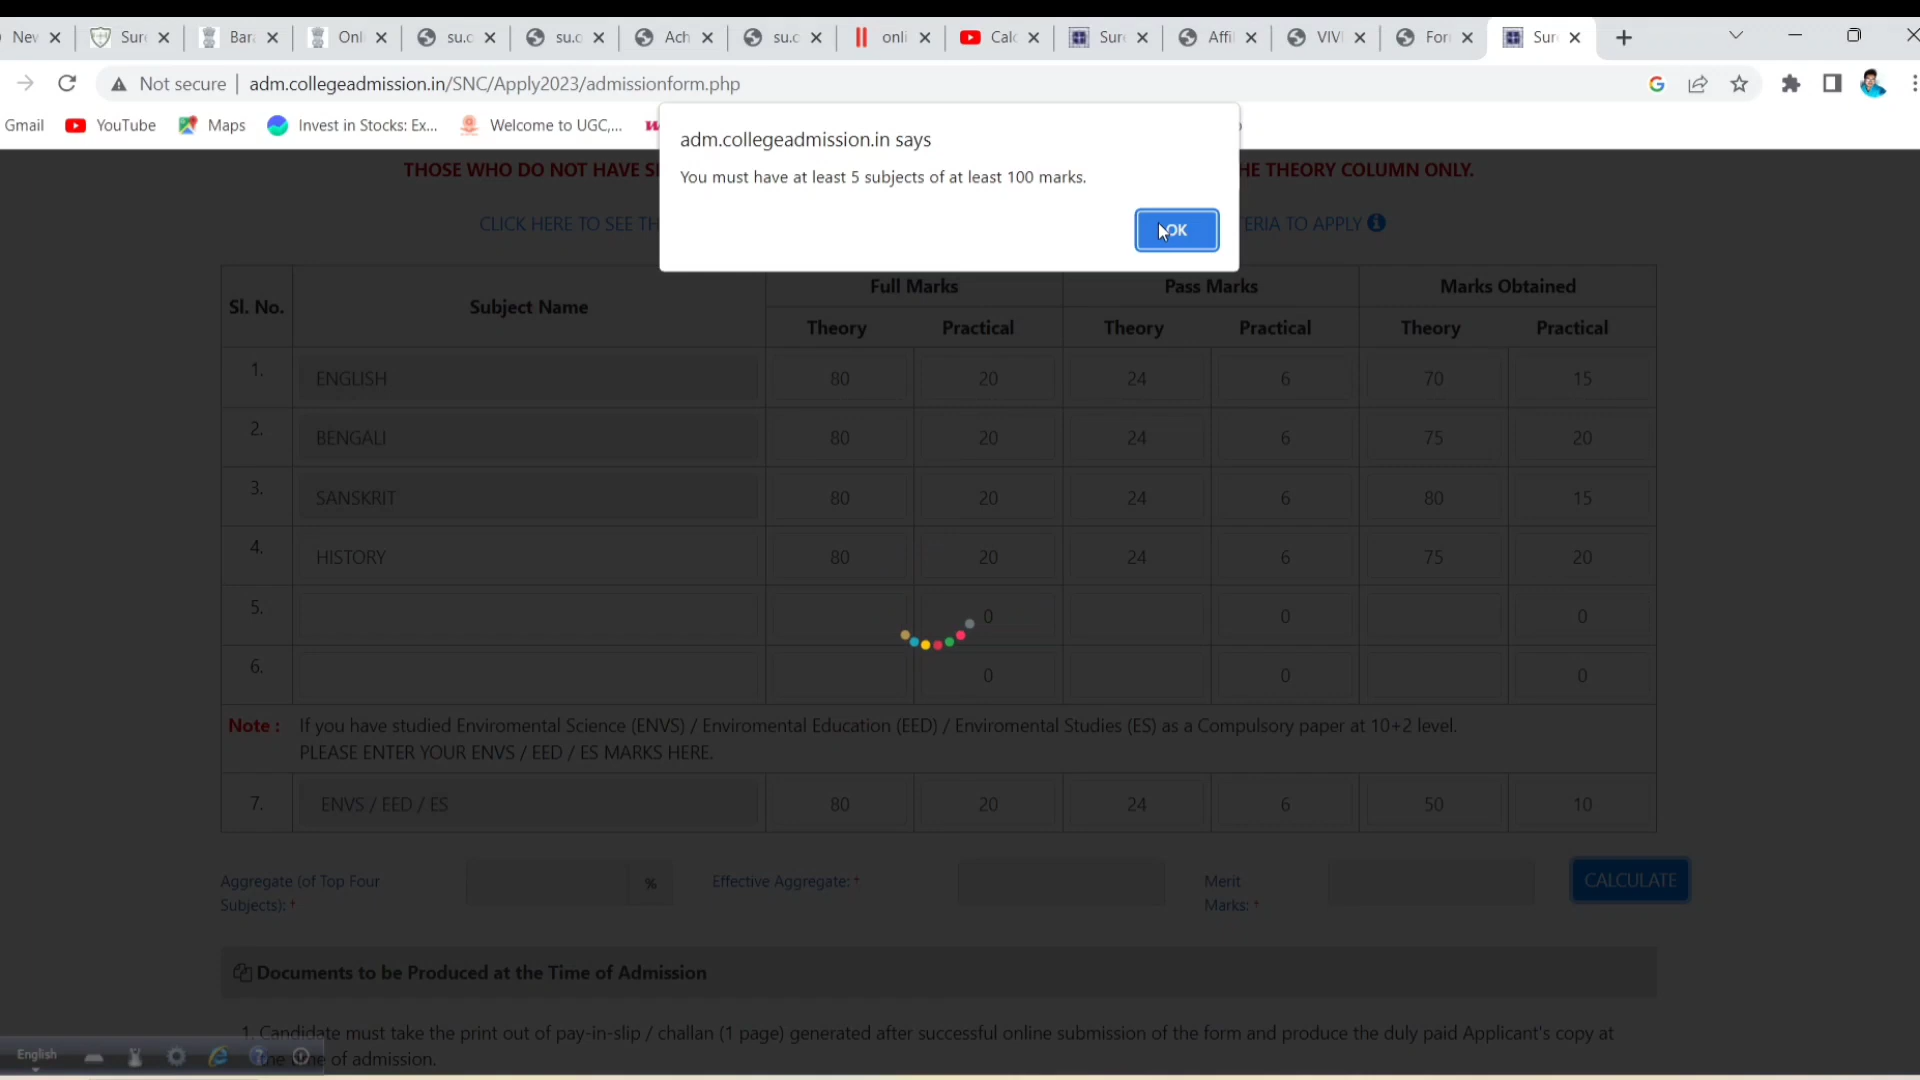 New
Sur
Bar
Onl
su.c
su.c
Ach
su.c
onli
Calc
Sur
Affi
VIVI
For
Sur
Not secure | adm.collegeadmission.in/SNC/Apply2023/admissionform.php
Gmail YouTube Maps Invest in Stocks: Ex... Welcome to UGC,...
adm.collegeadmission.in says
You must have at least 5 subjects of at least 100 marks.
OK
THOSE WHO DO NOT HAVE HE THEORY COLUMN ONLY.
CLICK HERE TO SEE TH ERIA TO APPLY
Sl. No. Subject Name Full Marks Pass Marks Marks Obtained
Theory Practical Theory Practical Theory Practical
1. ENGLISH 80 20 24 6 70 15
2. BENGALI 80 20 24 6 75 20
3. SANSKRIT 80 20 24 6 80 15
4. HISTORY 80 20 24 6 75 20
5. 0 0 0
6. 0 0 0
Note : If you have studied Enviromental Science (ENVS) / Enviromental Education (EED) / Enviromental Studies (ES) as a Compulsory paper at 10+2 level.
PLEASE ENTER YOUR ENVS / EED / ES MARKS HERE.
7. ENVS / EED / ES 80 20 24 6 50 10
Aggregate (of Top Four % Effective Aggregate: * Merit CALCULATE
Subjects): * Marks: *
Documents to be Produced at the Time of Admission
1. Candidate must take the print out of pay-in-slip / challan (1 page) generated after successful online submission of the form and produce the duly paid Applicant's copy at
English the time of admission.